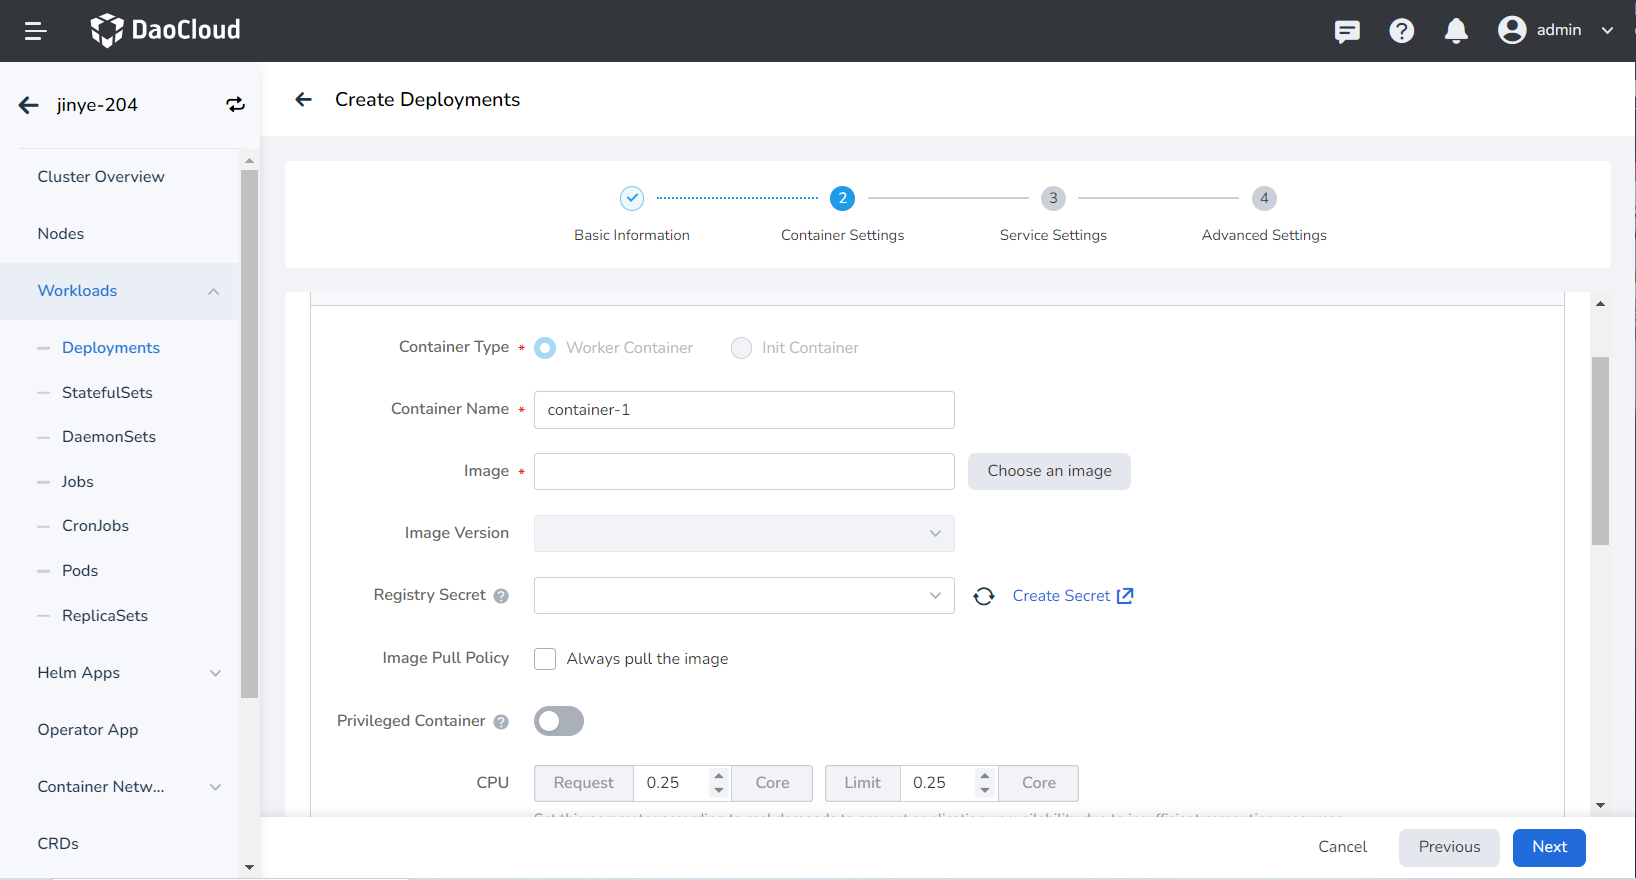 DaoCloud
admin
jinye-204
Create Deployments
Cluster Overview
Nodes
Workloads
Deployments
StatefulSets
DaemonSets
Jobs
CronJobs
Pods
ReplicaSets
Helm Apps
Operator App
Container Netw...
CRDs
2
3
4
Basic Information
Container Settings
Service Settings
Advanced Settings
Container Type * Worker Container Init Container
Container Name * container-1
Image * Choose an image
Image Version
Registry Secret ? Create Secret
Image Pull Policy Always pull the image
Privileged Container ?
CPU Request 0.25 Core Limit 0.25 Core
Cancel Previous Next